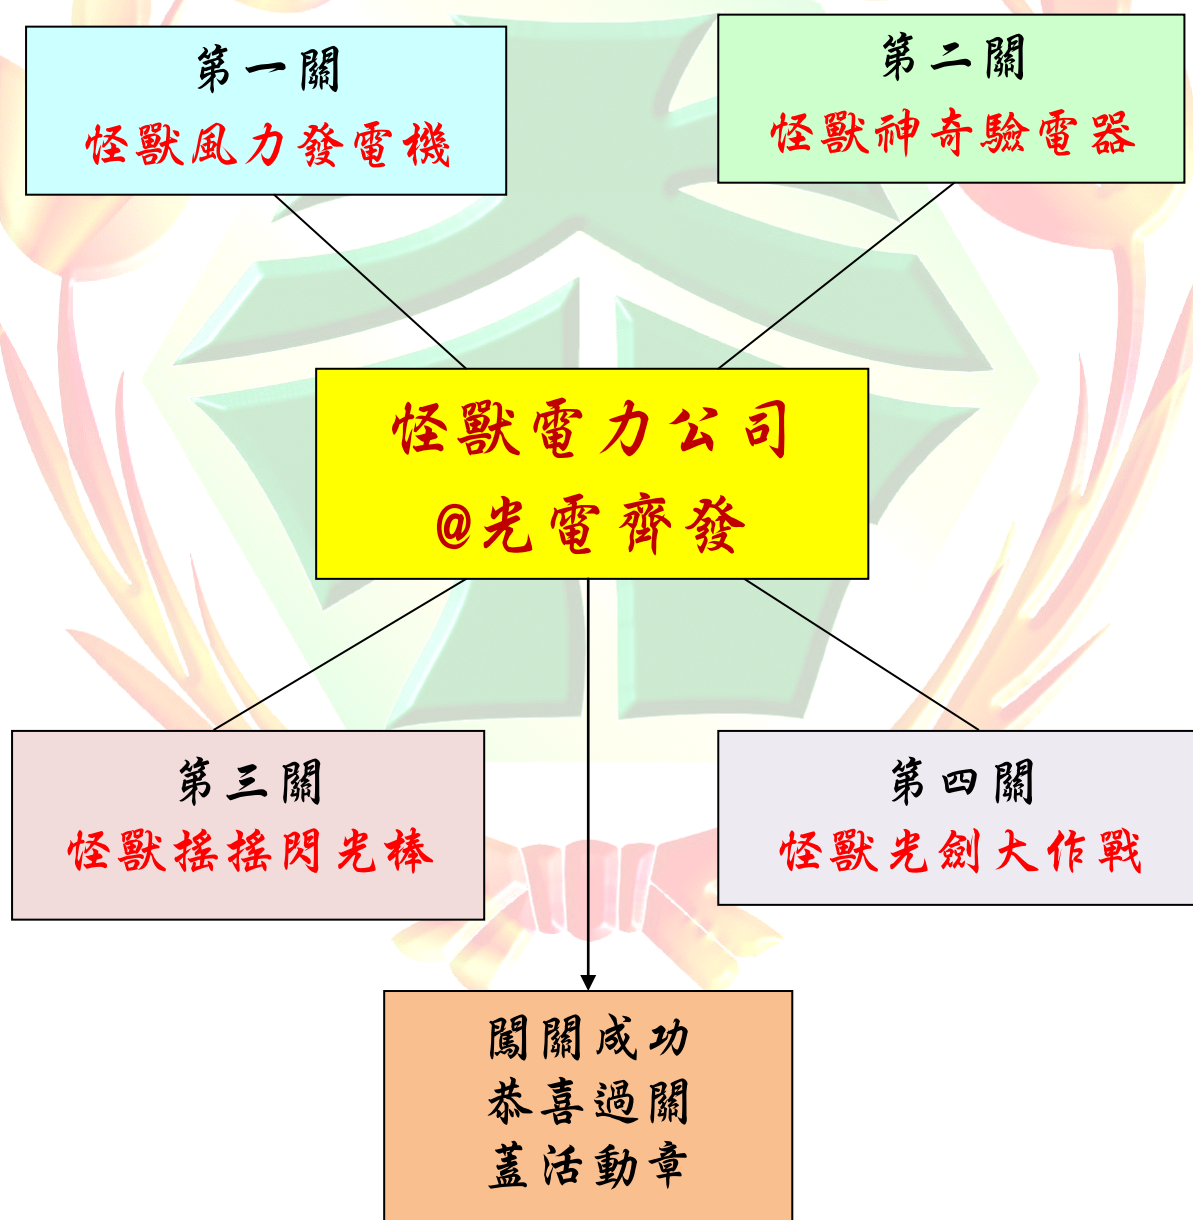 第一關
怪獸風力發電機
第二關
怪獸神奇驗電器
怪獸電力公司
@光電齊發
第三關
怪獸搖搖閃光棒
第四關
怪獸光劍大作戰
闖關成功
恭喜過關
蓋活動章